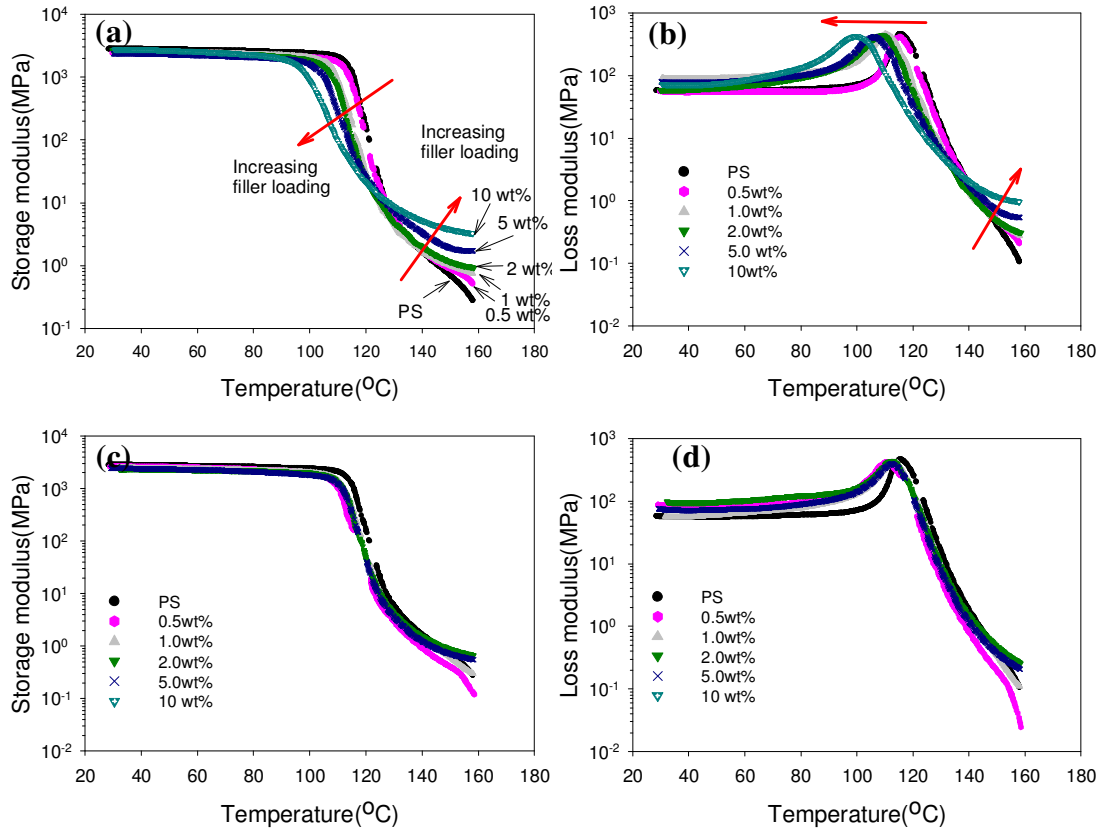 (a)
Storage modulus(MPa)
10⁴
10³
10²
10¹
10⁰
10⁻¹
Increasing
filler loading
Increasing
filler loading
10 wt%
5 wt%
2 wt%
1 wt%
0.5 wt%
PS
20 40 60 80 100 120 140 160 180
Temperature(ºC)
(b)
Loss modulus(MPa)
10³
10²
10¹
10⁰
10⁻¹
10⁻²
PS
0.5wt%
1.0wt%
2.0wt%
5.0 wt%
10wt%
20 40 60 80 100 120 140 160 180
Temperature(ºC)
(c)
Storage modulus(MPa)
10⁴
10³
10²
10¹
10⁰
10⁻¹
10⁻²
PS
0.5wt%
1.0wt%
2.0wt%
5.0wt%
10 wt%
20 40 60 80 100 120 140 160 180
Temperature(ºC)
(d)
Loss modulus(MPa)
10³
10²
10¹
10⁰
10⁻¹
10⁻²
PS
0.5wt%
1.0wt%
2.0wt%
5.0wt%
10wt%
20 40 60 80 100 120 140 160 180
Temperature(ºC)